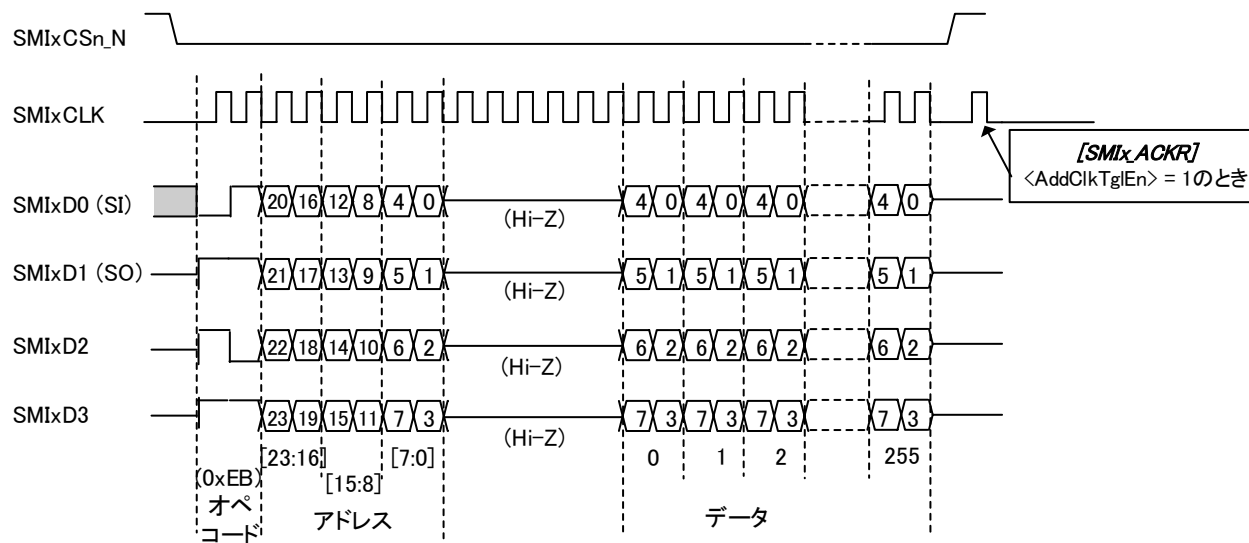 SMIxCSn_N
SMIxCLK
[SMIx_ACKR]
<AddClkTglEn> = 1のとき
SMIxD0 (SI)
20 16 12 8 4 0
(Hi-Z)
4 0 4 0 4 0
4 0
SMIxD1 (SO)
21 17 13 9 5 1
(Hi-Z)
5 1 5 1 5 1
5 1
SMIxD2
22 18 14 10 6 2
(Hi-Z)
6 2 6 2 6 2
6 2
SMIxD3
23 19 15 11 7 3
(Hi-Z)
7 3 7 3 7 3
7 3
[23:16]
[15:8]
[7:0]
0 1 2 255
(0xEB)
オペ
コード
アドレス
データ